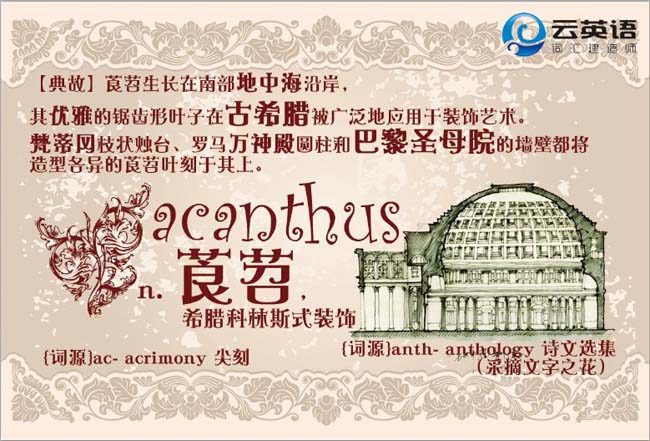 云英语
词汇建造师
【典故】莨苕生长在南部地中海沿岸，
其优雅的锯齿形叶子在古希腊被广泛地应用于装饰艺术。
梵蒂冈枝状烛台、罗马万神殿圆柱和巴黎圣母院的墙壁都将
造型各异的莨苕叶刻于其上。
acanthus
n. 莨苕，
希腊科林斯式装饰
{词源}ac- acrimony 尖刻
{词源}anth- anthology 诗文选集
（采摘文字之花）